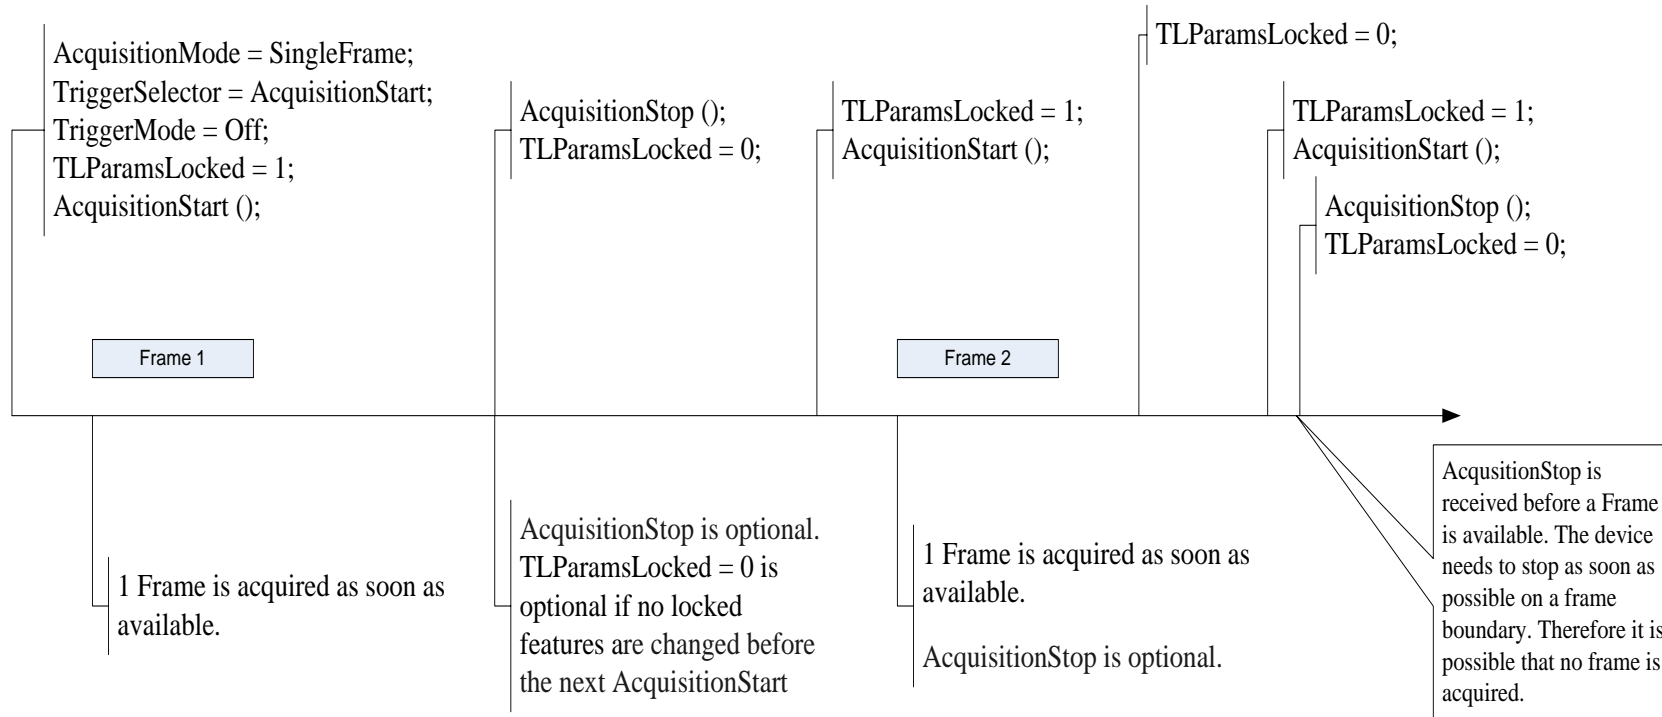 AcquisitionMode = SingleFrame;
TriggerSelector = AcquisitionStart;
TriggerMode = Off;
TLParamsLocked = 1;
AcquisitionStart ();
AcquisitionStop ();
TLParamsLocked = 0;
TLParamsLocked = 1;
AcquisitionStart ();
TLParamsLocked = 0;
TLParamsLocked = 1;
AcquisitionStart ();
AcquisitionStop ();
TLParamsLocked = 0;
Frame 1
Frame 2
1 Frame is acquired as soon as
available.
AcquisitionStop is optional.
TLParamsLocked = 0 is
optional if no locked
features are changed before
the next AcquisitionStart
1 Frame is acquired as soon as
available.
AcquisitionStop is optional.
AcqusitionStop is
received before a Frame
is available. The device
needs to stop as soon as
possible on a frame
boundary. Therefore it is
possible that no frame is
acquired.